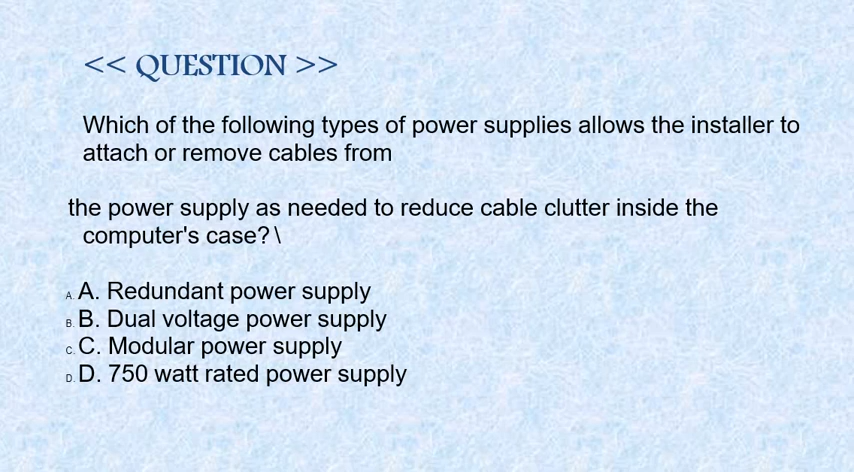 << QUESTION >>
Which of the following types of power supplies allows the installer to
attach or remove cables from
the power supply as needed to reduce cable clutter inside the
computer's case? \
A. A. Redundant power supply
B. B. Dual voltage power supply
C. C. Modular power supply
D. D. 750 watt rated power supply